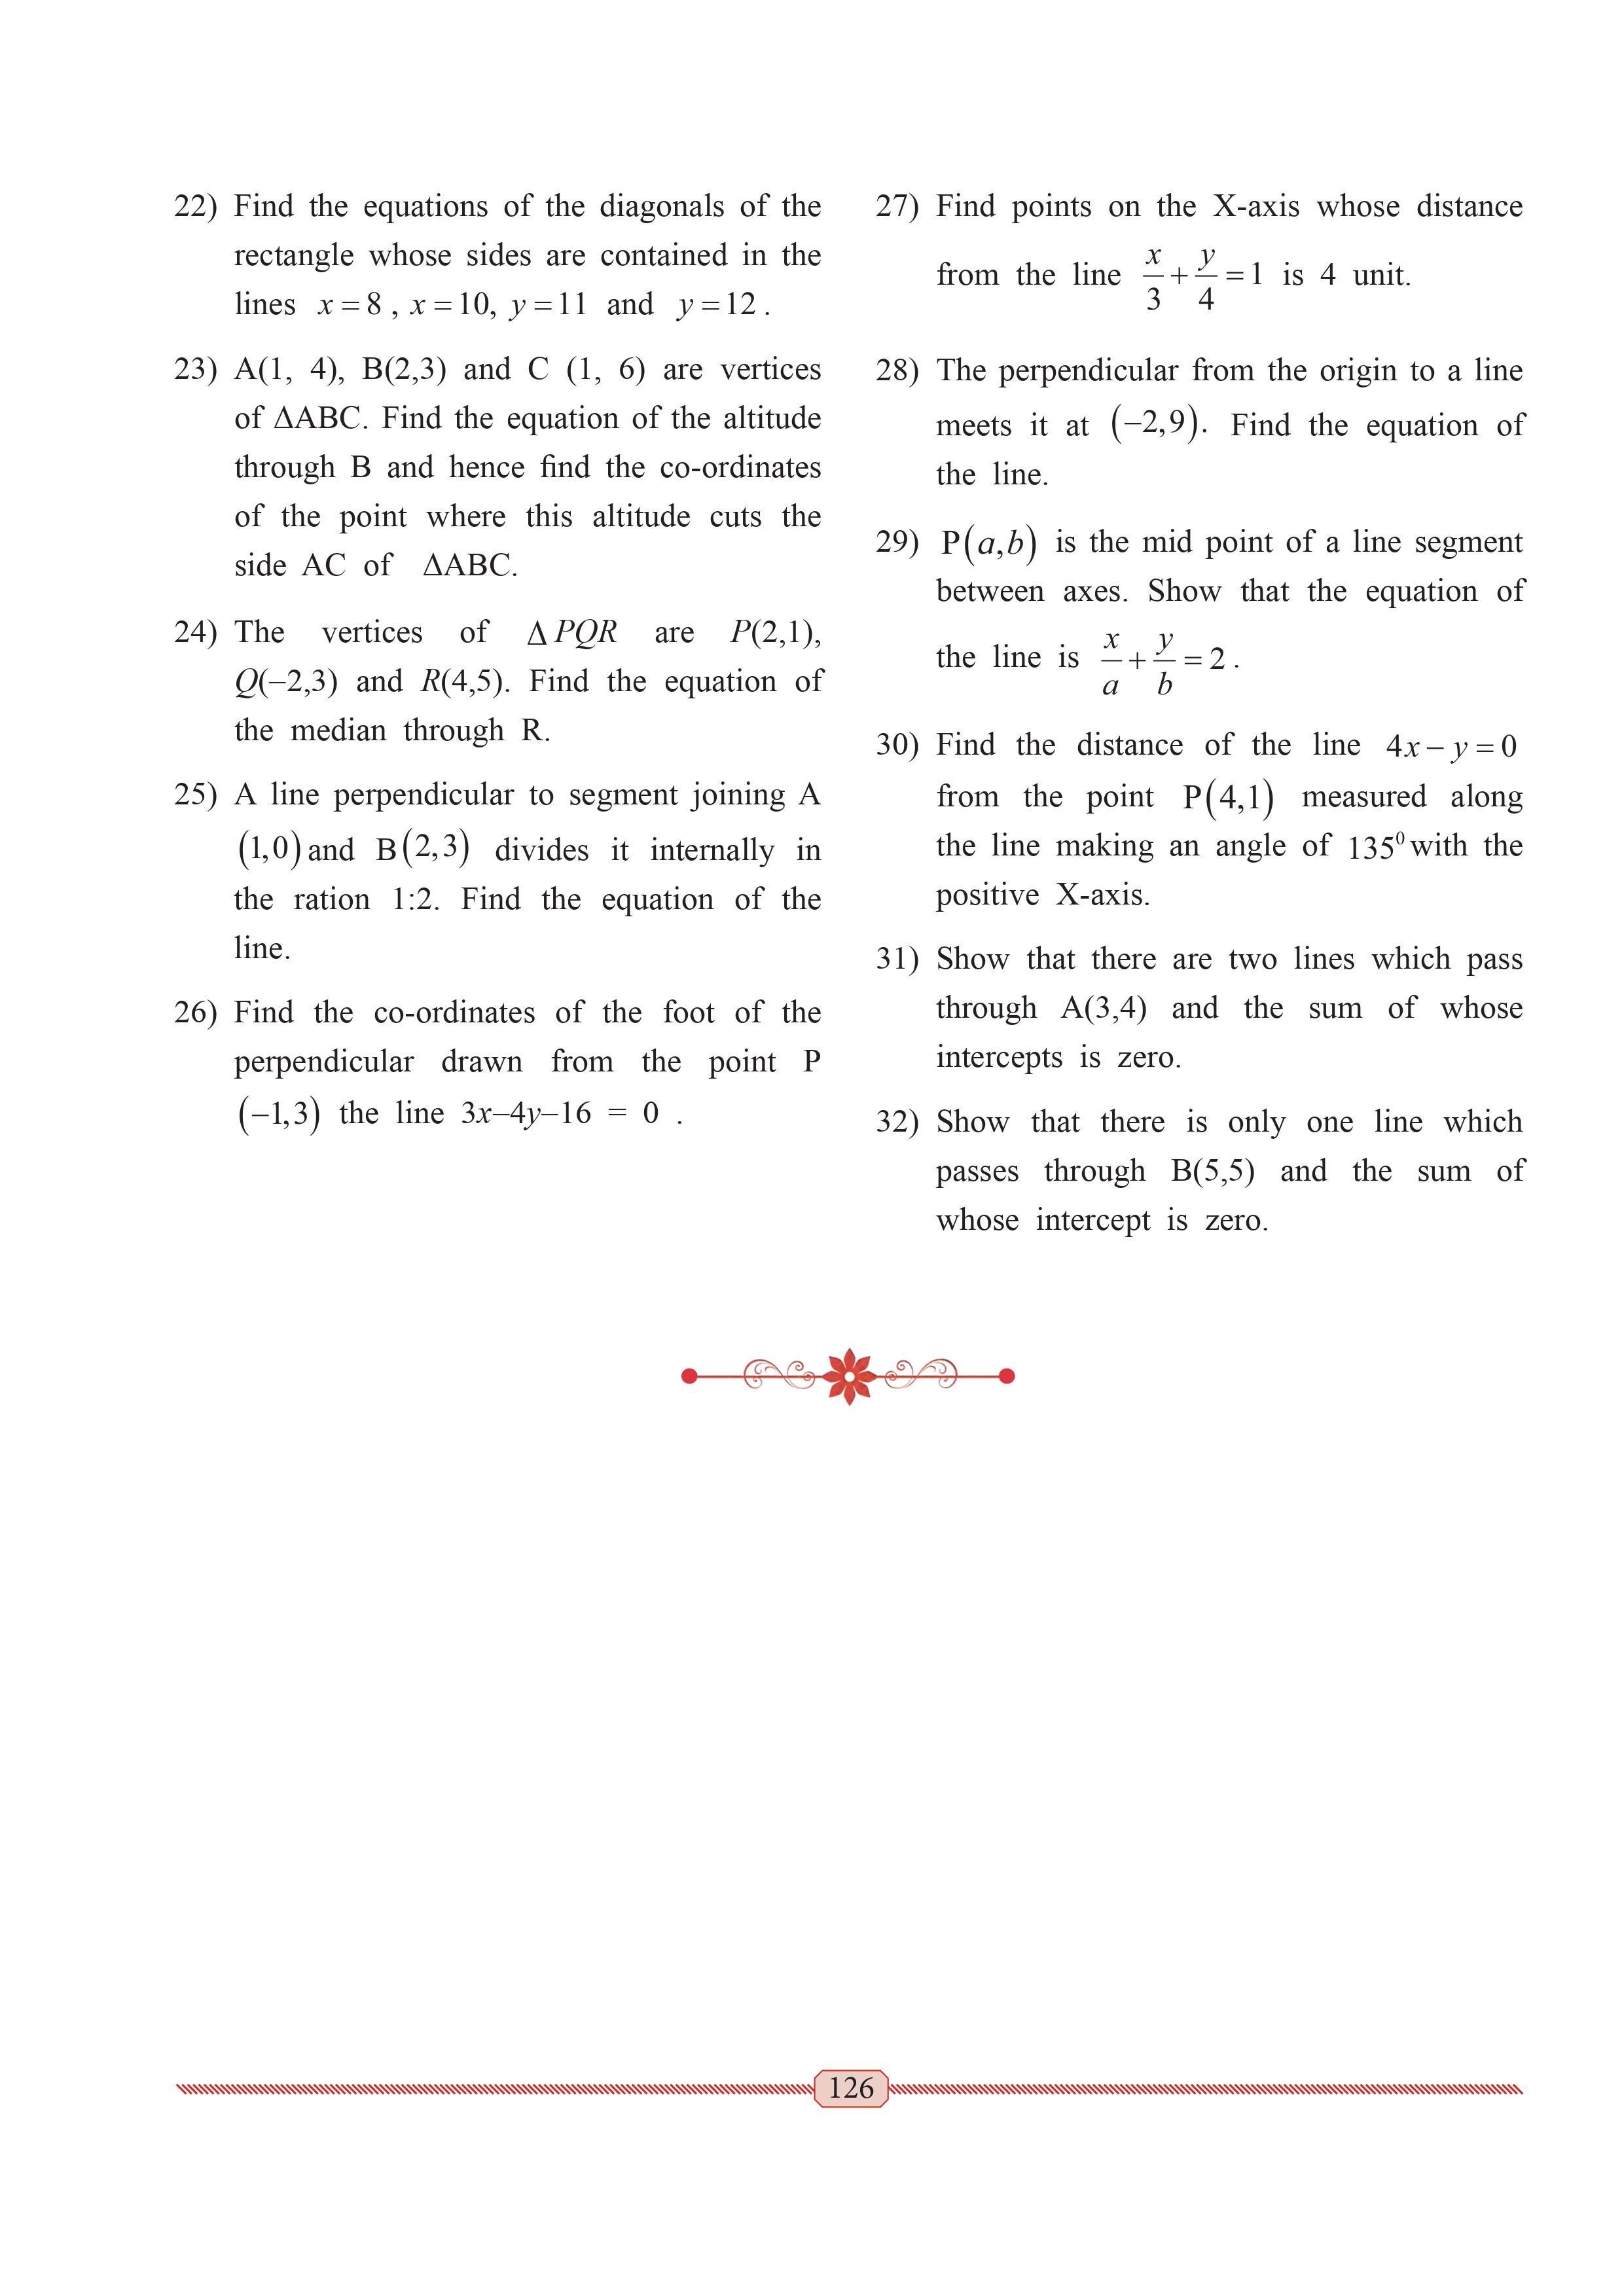 22) Find the equations of the diagonals of the
rectangle whose sides are contained in the
lines x = 8 , x = 10, y = 11 and y = 12 .
23) A(1, 4), B(2,3) and C (1, 6) are vertices
of ΔABC. Find the equation of the altitude
through B and hence find the co-ordinates
of the point where this altitude cuts the
side AC of ΔABC.
24) The vertices of Δ PQR are P(2,1),
Q(–2,3) and R(4,5). Find the equation of
the median through R.
25) A line perpendicular to segment joining A
(1,0) and B(2,3) divides it internally in
the ration 1:2. Find the equation of the
line.
26) Find the co-ordinates of the foot of the
perpendicular drawn from the point P
(–1,3) the line 3x–4y–16 = 0 .
27) Find points on the X-axis whose distance
from the line x/3 + y/4 = 1 is 4 unit.
28) The perpendicular from the origin to a line
meets it at (–2,9). Find the equation of
the line.
29) P(a,b) is the mid point of a line segment
between axes. Show that the equation of
the line is x/a + y/b = 2 .
30) Find the distance of the line 4x – y = 0
from the point P(4,1) measured along
the line making an angle of 135⁰ with the
positive X-axis.
31) Show that there are two lines which pass
through A(3,4) and the sum of whose
intercepts is zero.
32) Show that there is only one line which
passes through B(5,5) and the sum of
whose intercept is zero.
126